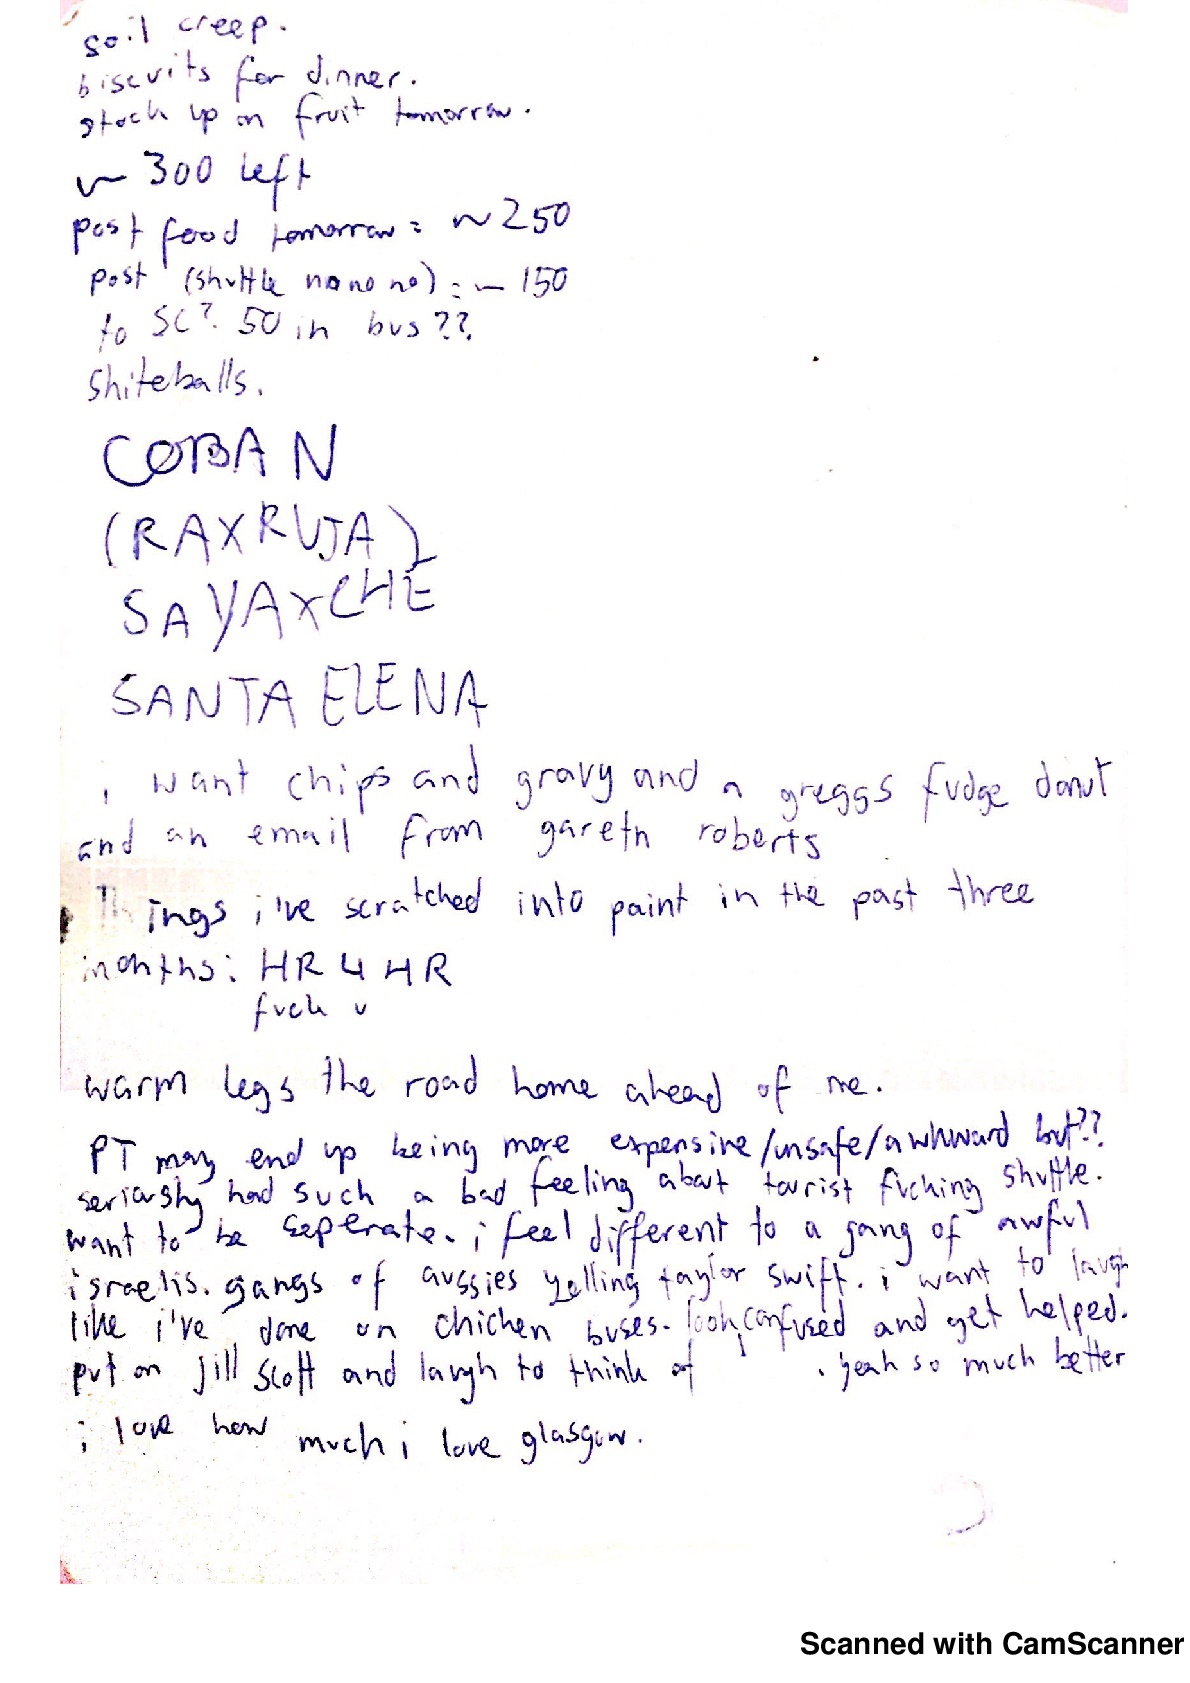 soil creep.
biscuits for dinner.
stock up on fruit tomorrow.
~ 300 left
post food tomorrow = ~250
post (shuttle no no no) = ~ 150
to SC? 50 in bus??
Shiteballs.
COBAN
(RAXRUJA)
SAYAXCHE
SANTA ELENA
i want chips and gravy and a greggs fudge donut
and an email from gareth roberts
Things i've scratched into paint in the past three
months: HR 4 HR
fuck u
warm legs the road home ahead of me.
PT may end up being more expensive/unsafe/awkward but??
seriously had such a bad feeling about tourist fucking shuttle.
want to be seperate. i feel different to a gang of awful
israelis. gangs of aussies yelling taylor swift. i want to laugh
like i've done on chicken buses. look confused and get helped.
put on jill scott and laugh to think of . yeah so much better
i love how much i love glasgow.
Scanned with CamScanner